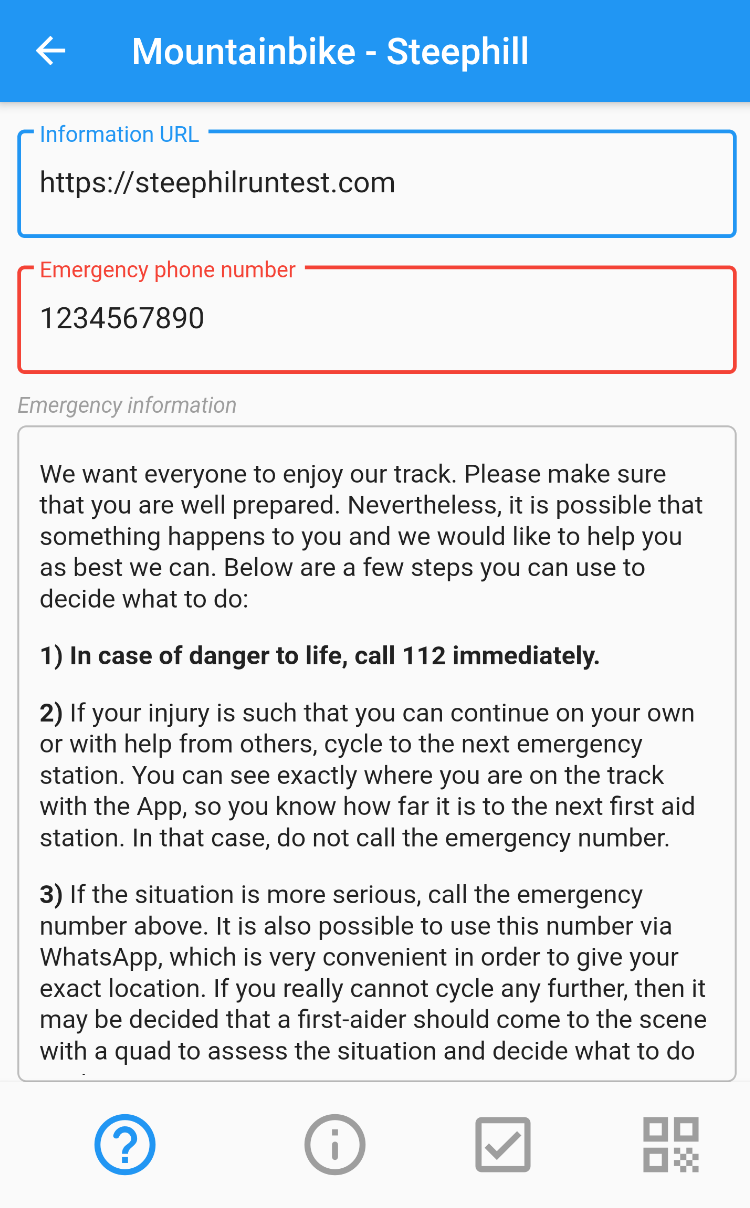 Mountainbike - Steephill
Information URL
https://steephilruntest.com
Emergency phone number
1234567890
Emergency information
We want everyone to enjoy our track. Please make sure
that you are well prepared. Nevertheless, it is possible that
something happens to you and we would like to help you
as best we can. Below are a few steps you can use to
decide what to do:
1) In case of danger to life, call 112 immediately.
2) If your injury is such that you can continue on your own
or with help from others, cycle to the next emergency
station. You can see exactly where you are on the track
with the App, so you know how far it is to the next first aid
station. In that case, do not call the emergency number.
3) If the situation is more serious, call the emergency
number above. It is also possible to use this number via
WhatsApp, which is very convenient in order to give your
exact location. If you really cannot cycle any further, then it
may be decided that a first-aider should come to the scene
with a quad to assess the situation and decide what to do